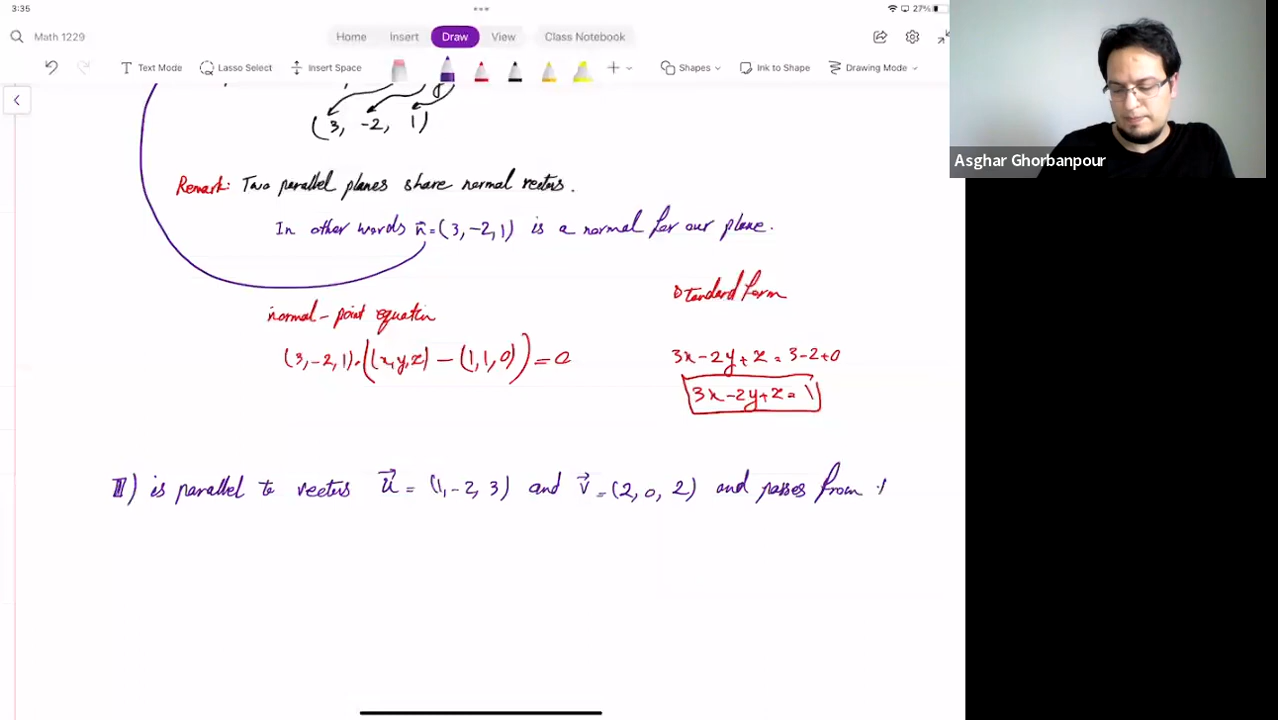 3:35
27%
Math 1229
Home Insert Draw View Class Notebook
Text Mode Lasso Select Insert Space Shapes Ink to Shape Drawing Mode
(3, -2, 1)
Remark: Two parallel planes share normal vectors.
In other words n⃗=(3,-2,1) is a normal for our plane.
normal-point equation
Standard form
(3,-2,1)·((x,y,z) - (1,1,0)) = 0
3x-2y+z = 3-2+0
3x-2y+z = 1
II) is parallel to vectors u⃗ = (1,-2,3) and v⃗ = (2,0,2) and passes from
Asghar Ghorbanpour